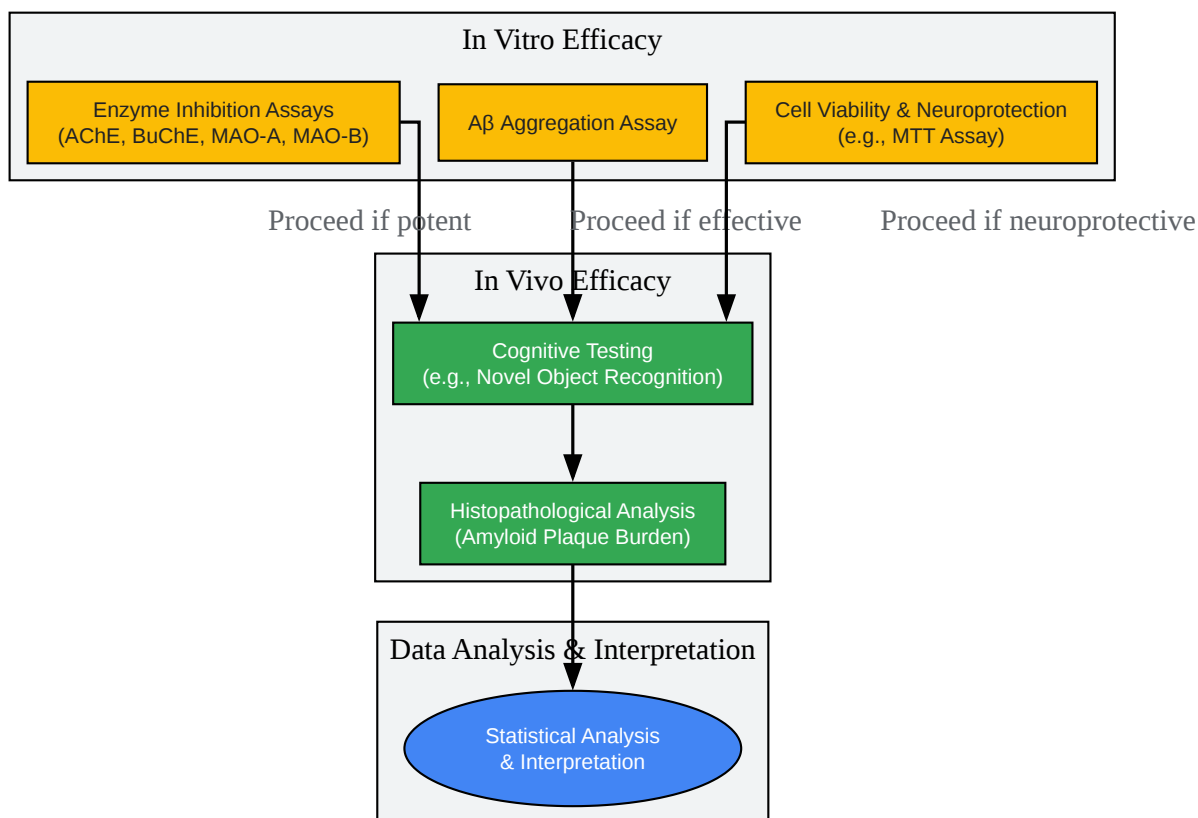 In Vitro Efficacy
Enzyme Inhibition Assays
(AChE, BuChE, MAO-A, MAO-B)
Aβ Aggregation Assay
Cell Viability & Neuroprotection
(e.g., MTT Assay)
Proceed if potent
Proceed if effective
Proceed if neuroprotective
In Vivo Efficacy
Cognitive Testing
(e.g., Novel Object Recognition)
Histopathological Analysis
(Amyloid Plaque Burden)
Data Analysis & Interpretation
Statistical Analysis
& Interpretation